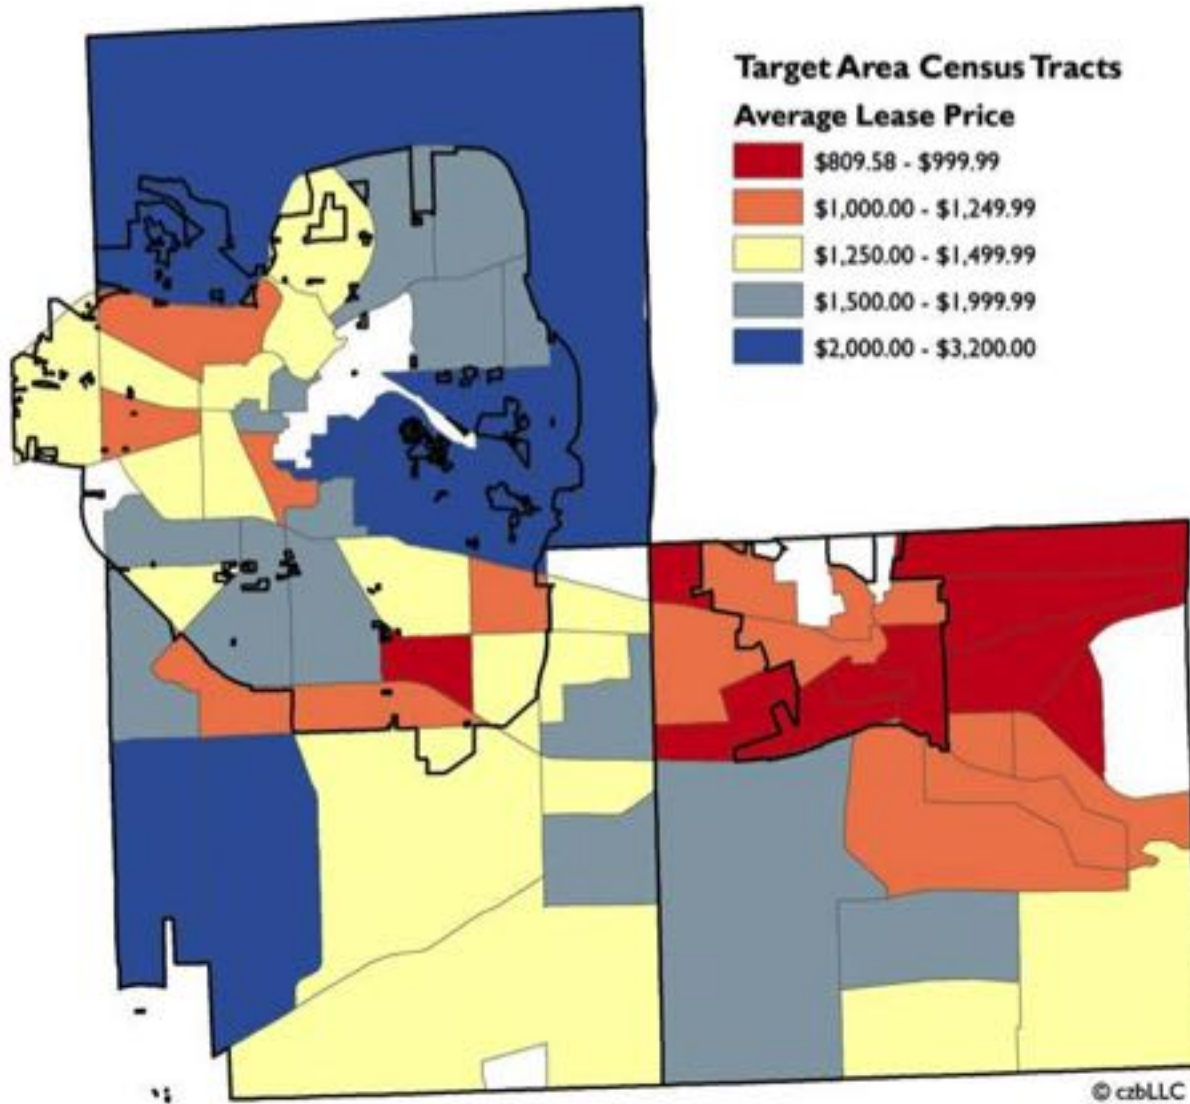 Target Area Census Tracts
Average Lease Price
$809.58 - $999.99
$1,000.00 - $1,249.99
$1,250.00 - $1,499.99
$1,500.00 - $1,999.99
$2,000.00 - $3,200.00
© czbLLC